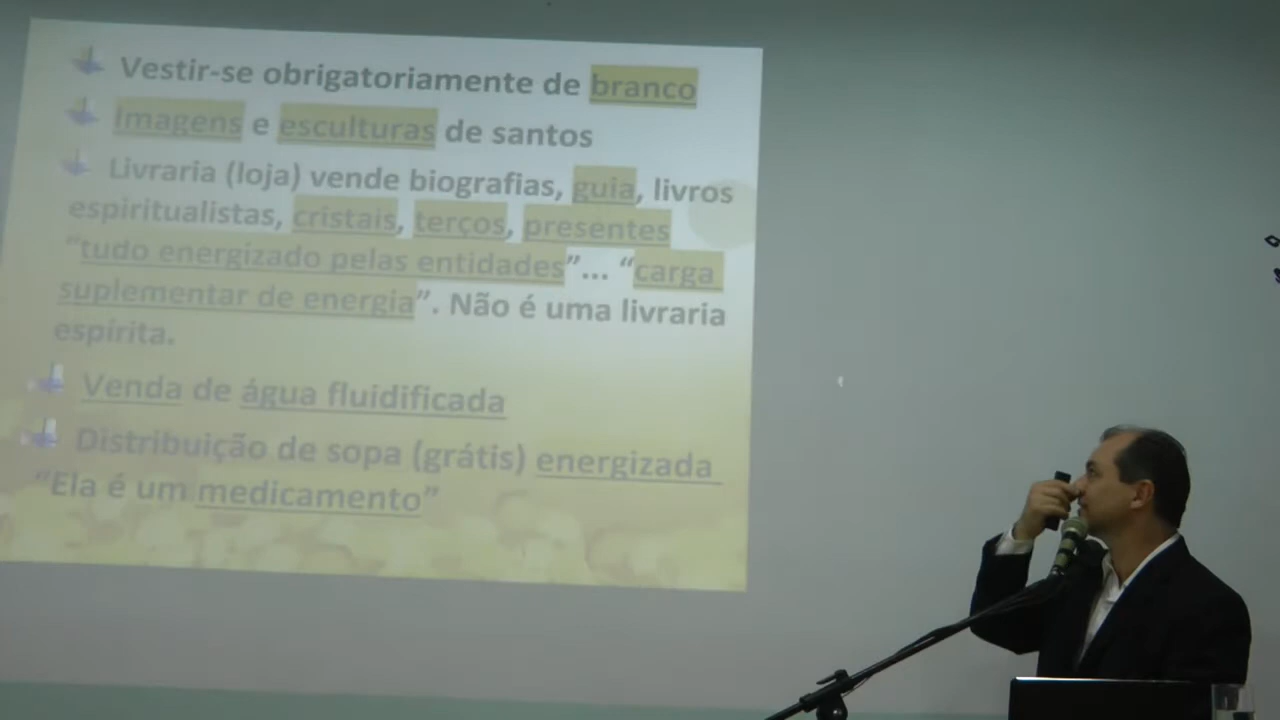 Vestir-se obrigatoriamente de branco
Imagens e esculturas de santos
Livraria (loja) vende biografias, guia, livros
espiritualistas, cristais, terços, presentes
“tudo energizado pelas entidades”... “carga
suplementar de energia”. Não é uma livraria
espírita.
Venda de água fluidificada
Distribuição de sopa (grátis) energizada
“Ela é um medicamento”